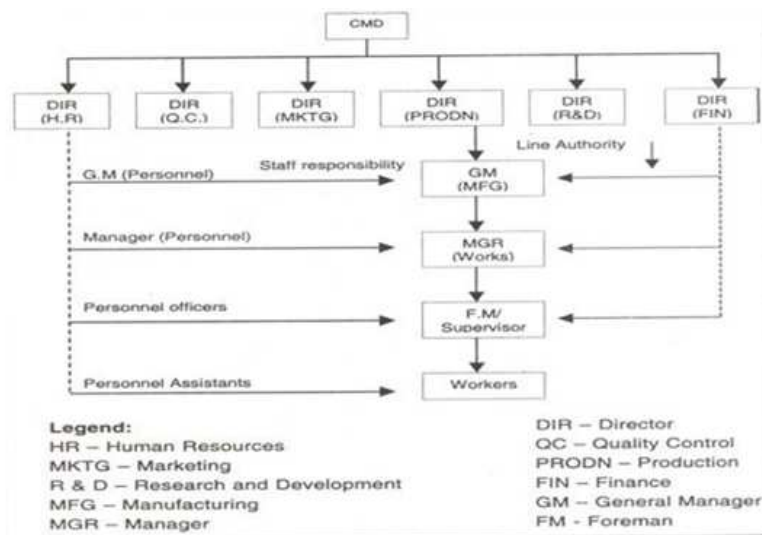 CMD
DIR
(H.R)
DIR
(Q.C.)
DIR
(MKTG)
DIR
(PRODN)
DIR
(R&D)
DIR
(FIN)
Line Authority
Staff responsibility
G.M (Personnel)
GM
(MFG)
Manager (Personnel)
MGR
(Works)
Personnel officers
F.M/
Supervisor
Personnel Assistants
Workers
Legend:
HR – Human Resources
MKTG – Marketing
R & D – Research and Development
MFG – Manufacturing
MGR – Manager
DIR – Director
QC – Quality Control
PRODN – Production
FIN – Finance
GM – General Manager
FM - Foreman